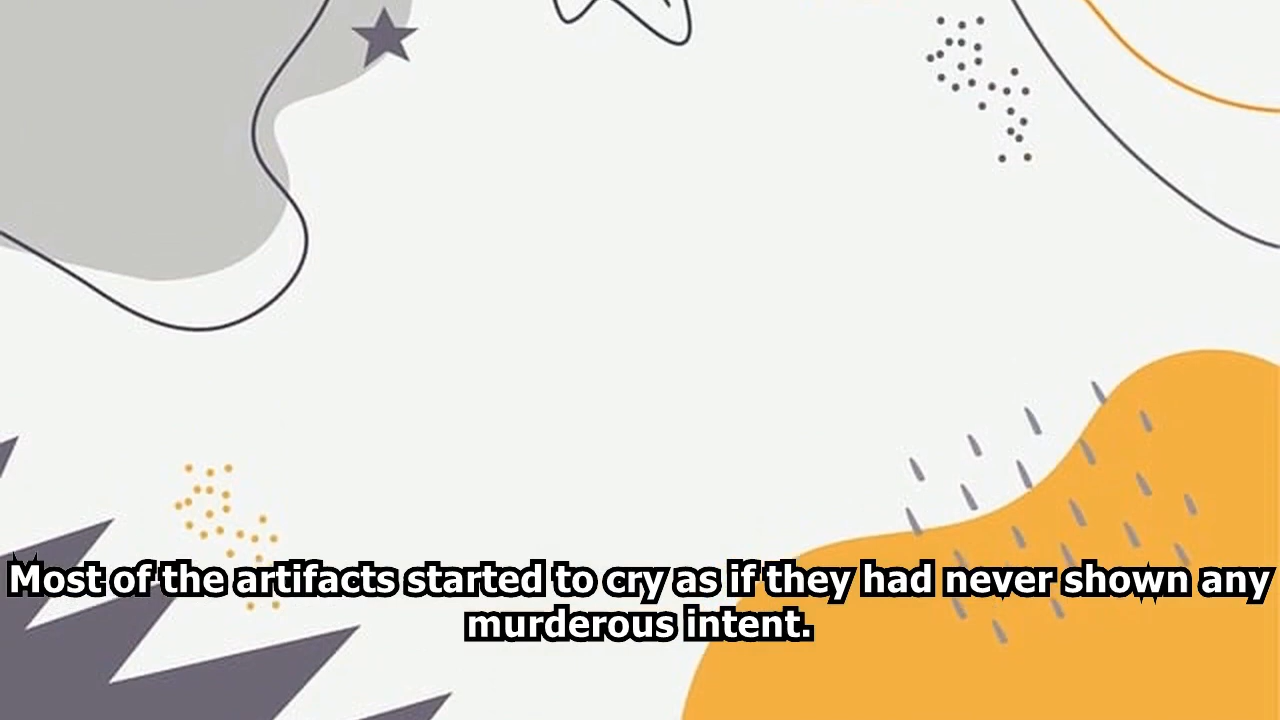 Most of the artifacts started to cry as if they had never shown any
murderous intent.